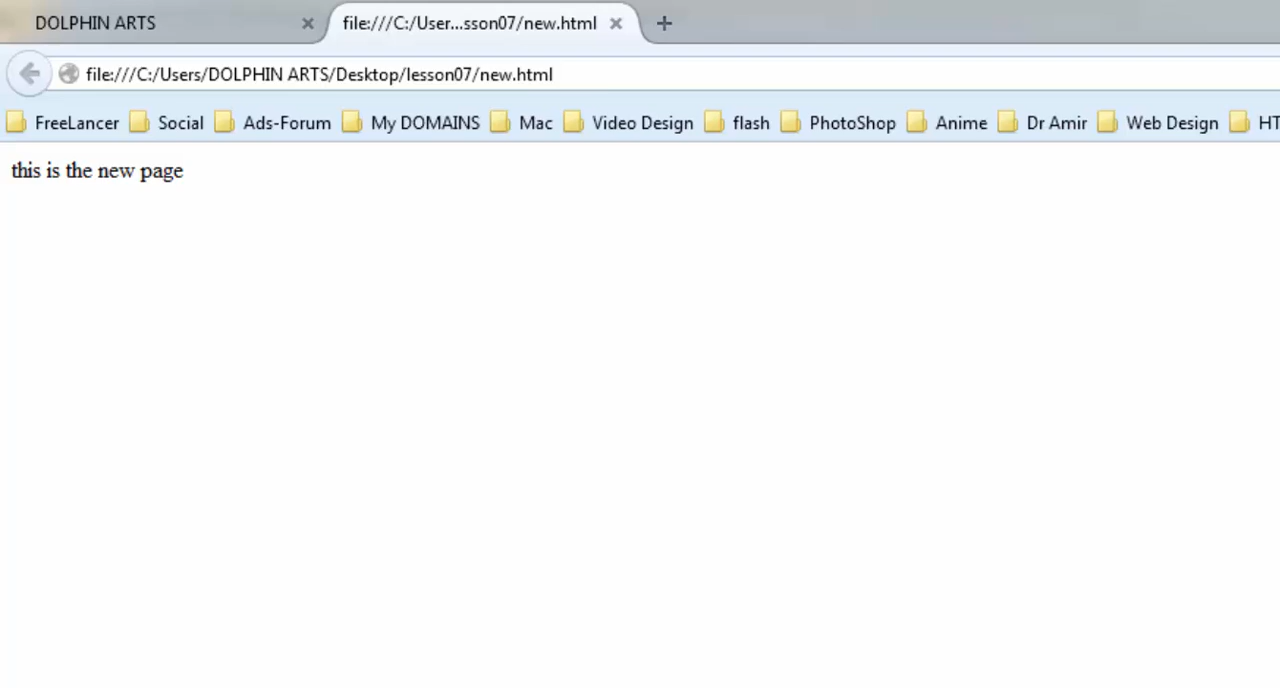 DOLPHIN ARTS
file:///C:/User...sson07/new.html
file:///C:/Users/DOLPHIN ARTS/Desktop/lesson07/new.html
FreeLancer Social Ads-Forum My DOMAINS Mac Video Design flash PhotoShop Anime Dr Amir Web Design HT
this is the new page